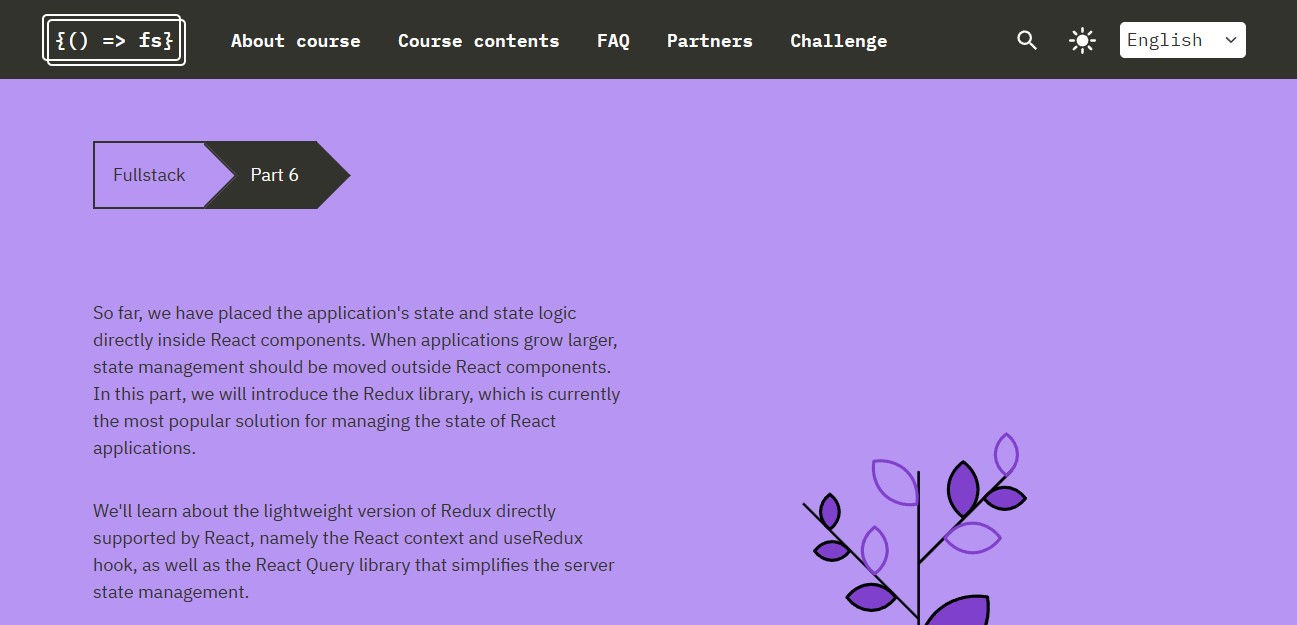 {() => fs}
About course
Course contents
FAQ
Partners
Challenge
English
Fullstack
Part 6
So far, we have placed the application's state and state logic
directly inside React components. When applications grow larger,
state management should be moved outside React components.
In this part, we will introduce the Redux library, which is currently
the most popular solution for managing the state of React
applications.
We'll learn about the lightweight version of Redux directly
supported by React, namely the React context and useRedux
hook, as well as the React Query library that simplifies the server
state management.